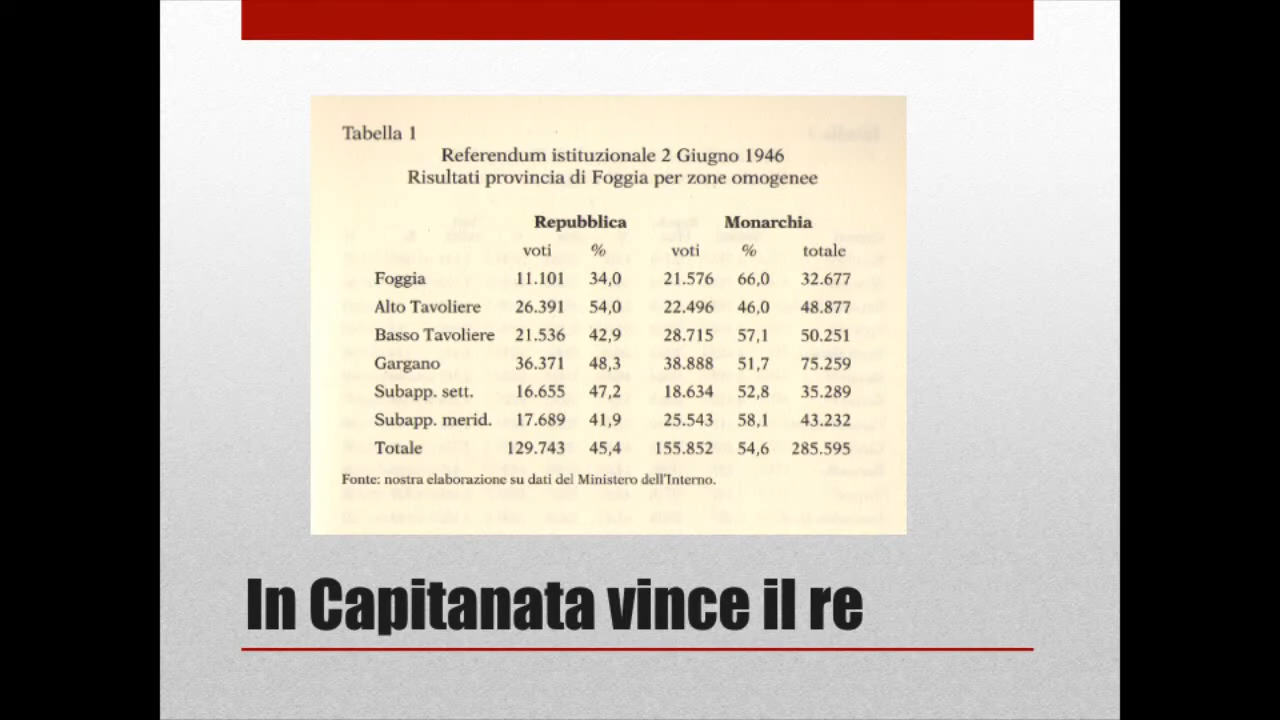 Tabella 1
Referendum istituzionale 2 Giugno 1946
Risultati provincia di Foggia per zone omogenee
Repubblica Monarchia
voti % voti % totale
Foggia 11.101 34,0 21.576 66,0 32.677
Alto Tavoliere 26.391 54,0 22.496 46,0 48.877
Basso Tavoliere 21.536 42,9 28.715 57,1 50.251
Gargano 36.371 48,3 38.888 51,7 75.259
Subapp. sett. 16.655 47,2 18.634 52,8 35.289
Subapp. merid. 17.689 41,9 25.543 58,1 43.232
Totale 129.743 45,4 155.852 54,6 285.595
Fonte: nostra elaborazione su dati del Ministero dell'Interno.
In Capitanata vince il re